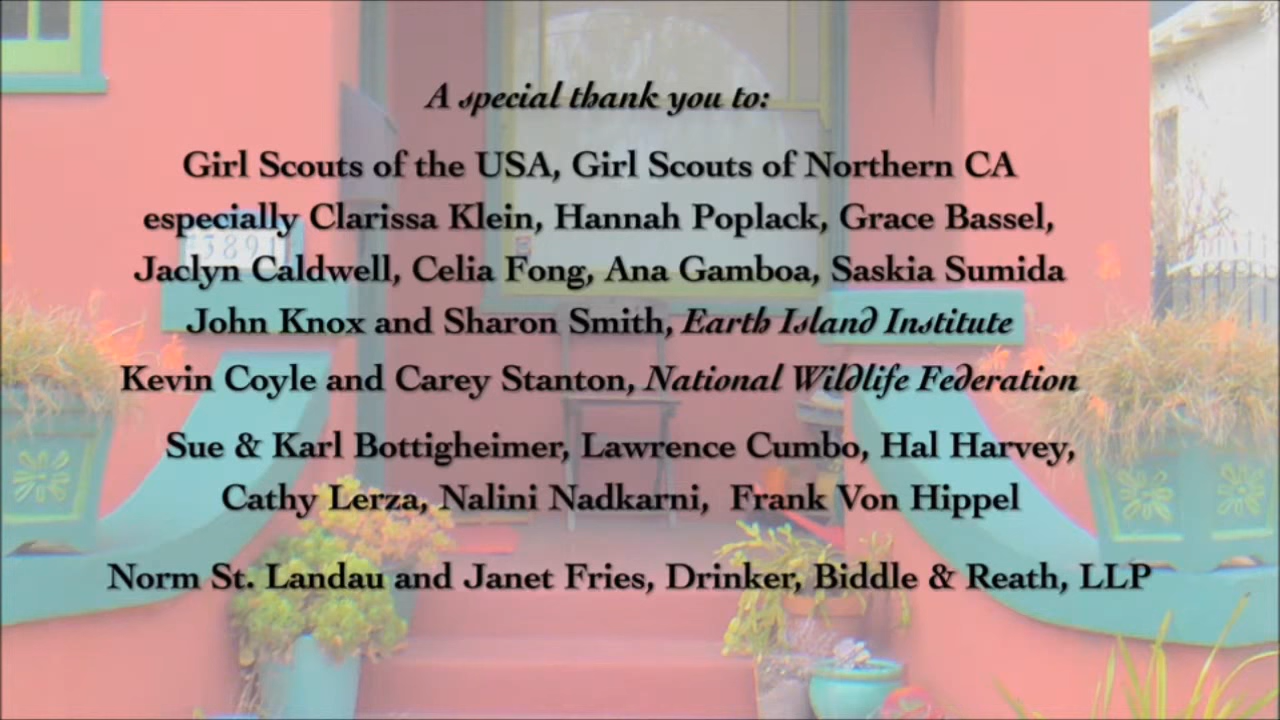 A special thank you to:
Girl Scouts of the USA, Girl Scouts of Northern CA
especially Clarissa Klein, Hannah Poplack, Grace Bassel,
3891
Jaclyn Caldwell, Celia Fong, Ana Gamboa, Saskia Sumida
John Knox and Sharon Smith, Earth Island Institute
Kevin Coyle and Carey Stanton, National Wildlife Federation
Sue & Karl Bottigheimer, Lawrence Cumbo, Hal Harvey,
Cathy Lerza, Nalini Nadkarni, Frank Von Hippel
Norm St. Landau and Janet Fries, Drinker, Biddle & Reath, LLP